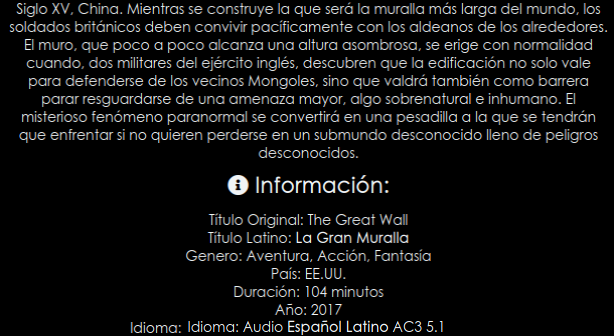 Siglo XV, China. Mientras se construye la que será la muralla más larga del mundo, los
soldados británicos deben convivir pacíficamente con los aldeanos de los alrededores.
El muro, que poco a poco alcanza una altura asombrosa, se erige con normalidad
cuando, dos militares del ejército inglés, descubren que la edificación no solo vale
para defenderse de los vecinos Mongoles, sino que valdrá también como barrera
parar resguardarse de una amenaza mayor, algo sobrenatural e inhumano. El
misterioso fenómeno paranormal se convertirá en una pesadilla a la que se tendrán
que enfrentar si no quieren perderse en un submundo desconocido lleno de peligros
desconocidos.
Información:
Título Original: The Great Wall
Título Latino: La Gran Muralla
Genero: Aventura, Acción, Fantasía
País: EE.UU.
Duración: 104 minutos
Año: 2017
Idioma: Idioma: Audio Español Latino AC3 5.1